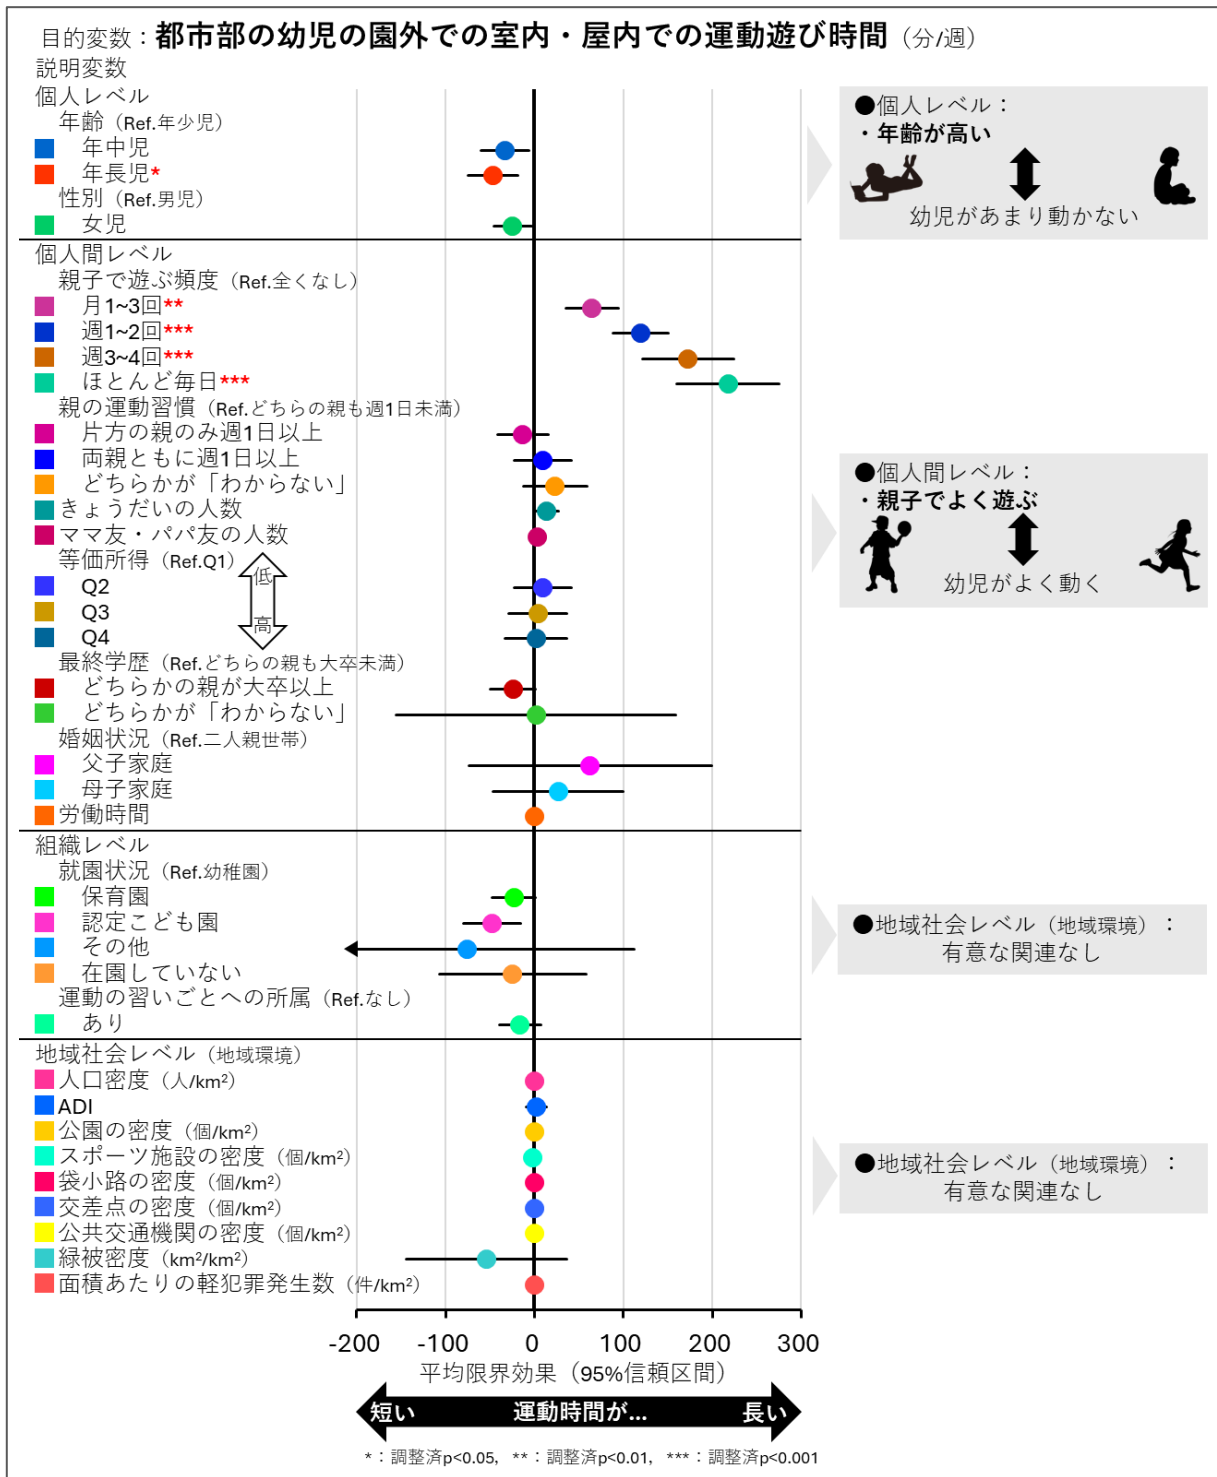 目的変数：都市部の幼児の園外での室内・屋内での運動遊び時間（分/週）
説明変数
個人レベル
年齢（Ref.年少児）
年中児
年長児*
性別（Ref.男児）
女児
個人間レベル
親子で遊ぶ頻度（Ref.全くなし）
月1~3回**
週1~2回***
週3~4回***
ほとんど毎日***
親の運動習慣（Ref.どちらの親も週1日未満）
片方の親のみ週1日以上
両親ともに週1日以上
どちらかが「わからない」
きょうだいの人数
ママ友・パパ友の人数
等価所得（Ref.Q1）
低
Q2
Q3
高
Q4
最終学歴（Ref.どちらの親も大卒未満）
どちらかの親が大卒以上
どちらかが「わからない」
婚姻状況（Ref.二人親世帯）
父子家庭
母子家庭
労働時間
組織レベル
就園状況（Ref.幼稚園）
保育園
認定こども園
その他
在園していない
運動の習いごとへの所属（Ref.なし）
あり
地域社会レベル（地域環境）
人口密度（人/km²）
ADI
公園の密度（個/km²）
スポーツ施設の密度（個/km²）
袋小路の密度（個/km²）
交差点の密度（個/km²）
公共交通機関の密度（個/km²）
緑被密度（km²/km²）
面積あたりの軽犯罪発生数（件/km²）
-200 -100 0 100 200 300
平均限界効果（95%信頼区間）
短い 運動時間が... 長い
*：調整済p<0.05, **：調整済p<0.01, ***：調整済p<0.001
●個人レベル：
・年齢が高い
幼児があまり動かない
●個人間レベル：
・親子でよく遊ぶ
幼児がよく動く
●地域社会レベル（地域環境）：
有意な関連なし
●地域社会レベル（地域環境）：
有意な関連なし